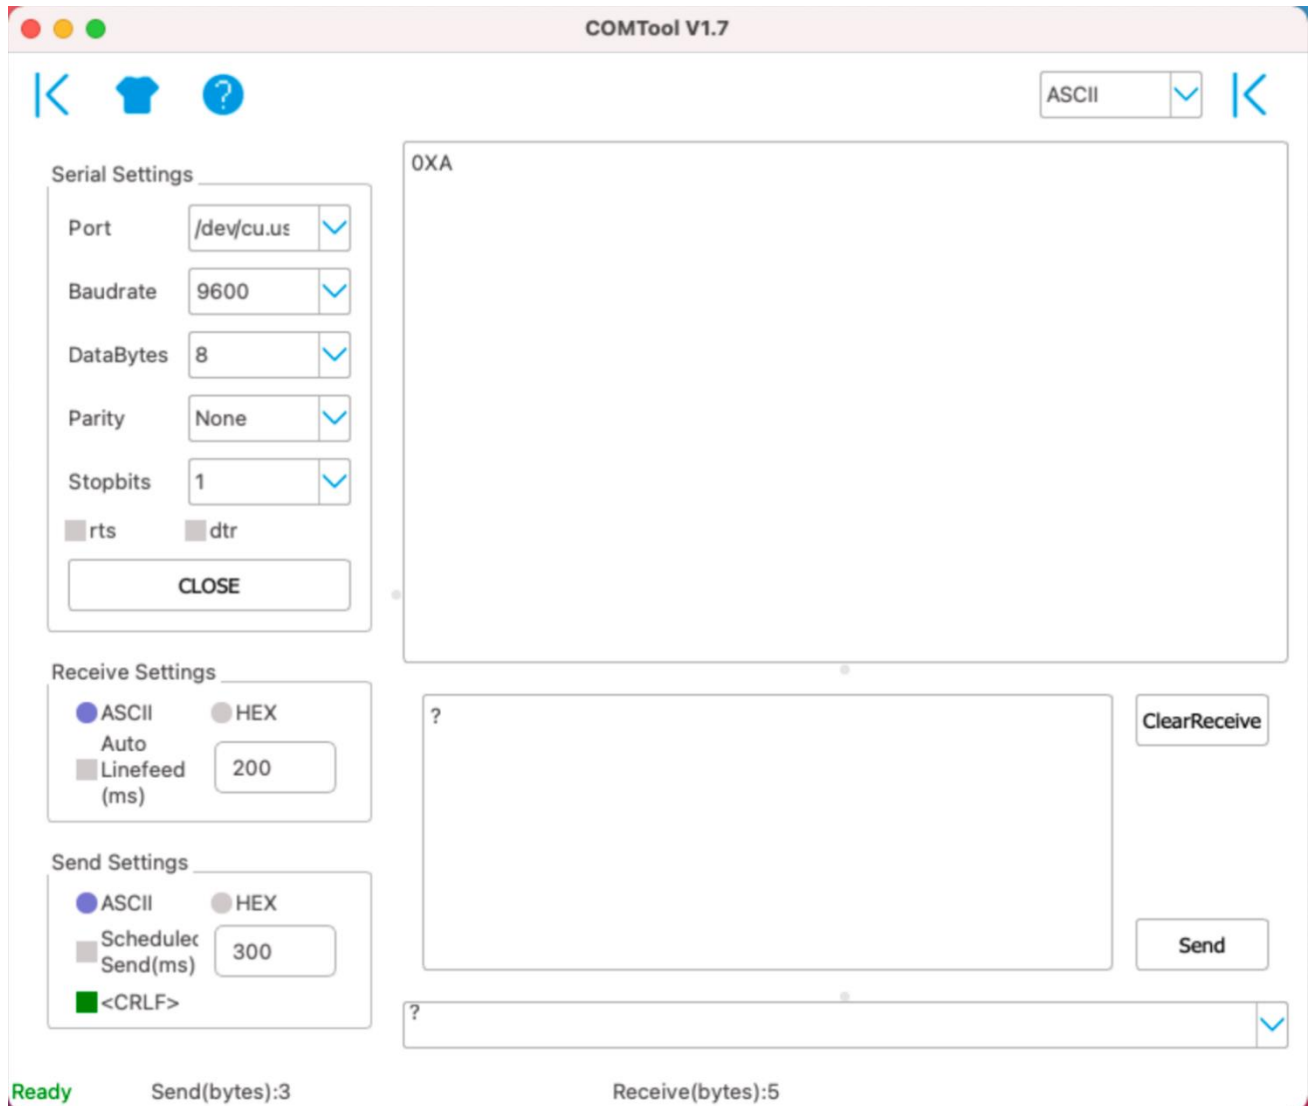 COMTool V1.7
ASCII
Serial Settings
Port /dev/cu.us
Baudrate 9600
DataBytes 8
Parity None
Stopbits 1
rts dtr
CLOSE
0XA
Receive Settings
ASCII HEX
Auto
Linefeed
(ms)
200
Send Settings
ASCII HEX
Scheduled
Send(ms)
300
<CRLF>
?
ClearReceive
Send
?
Ready Send(bytes):3 Receive(bytes):5